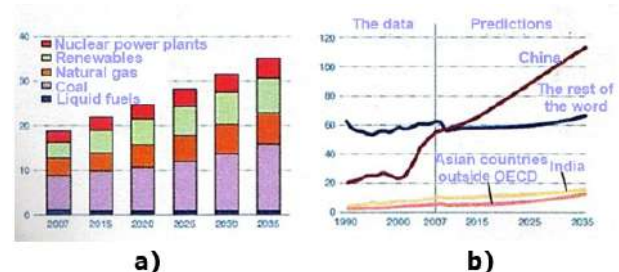 40
30
20
10
0
Nuclear power plants
Renewables
Natural gas
Coal
Liquid fuels
2007 2015 2020 2025 2030 2035
a)
The data
Predictions
120
100
80
60
40
20
0
China
The rest of
the word
Asian countries
outside OECD
India
1990 2000 2007 2015 2025 2035
b)